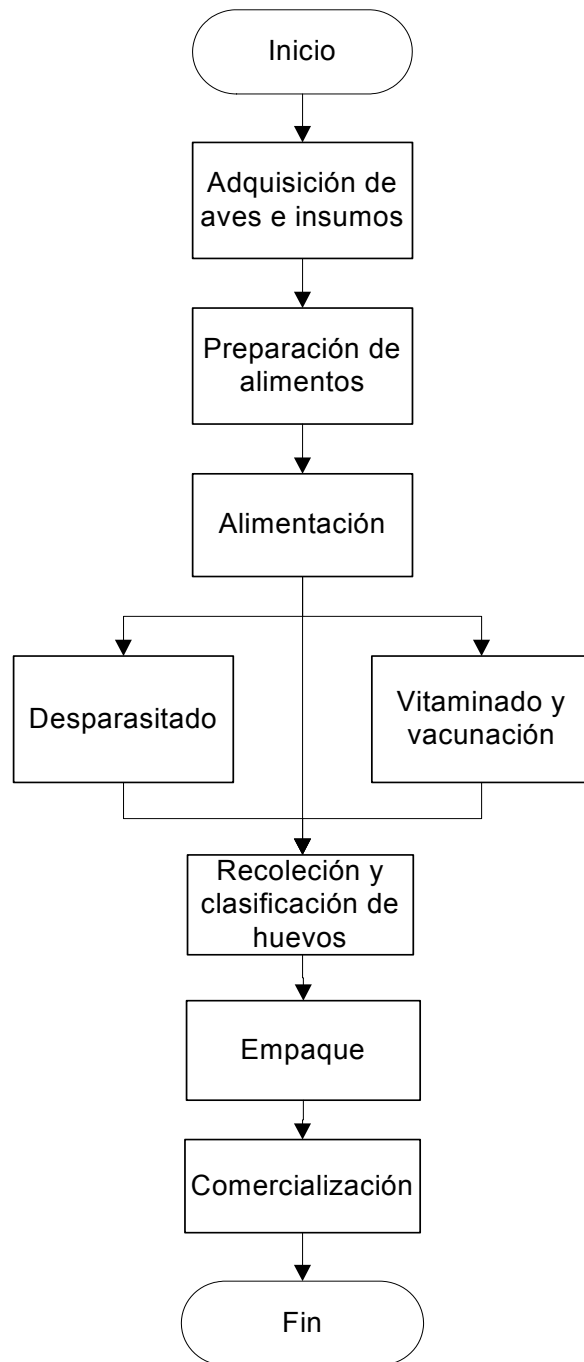 Inicio
Adquisición de
aves e insumos
Preparación de
alimentos
Alimentación
Desparasitado
Vitaminado y
vacunación
Recoleción y
clasificación de
huevos
Empaque
Comercialización
Fin